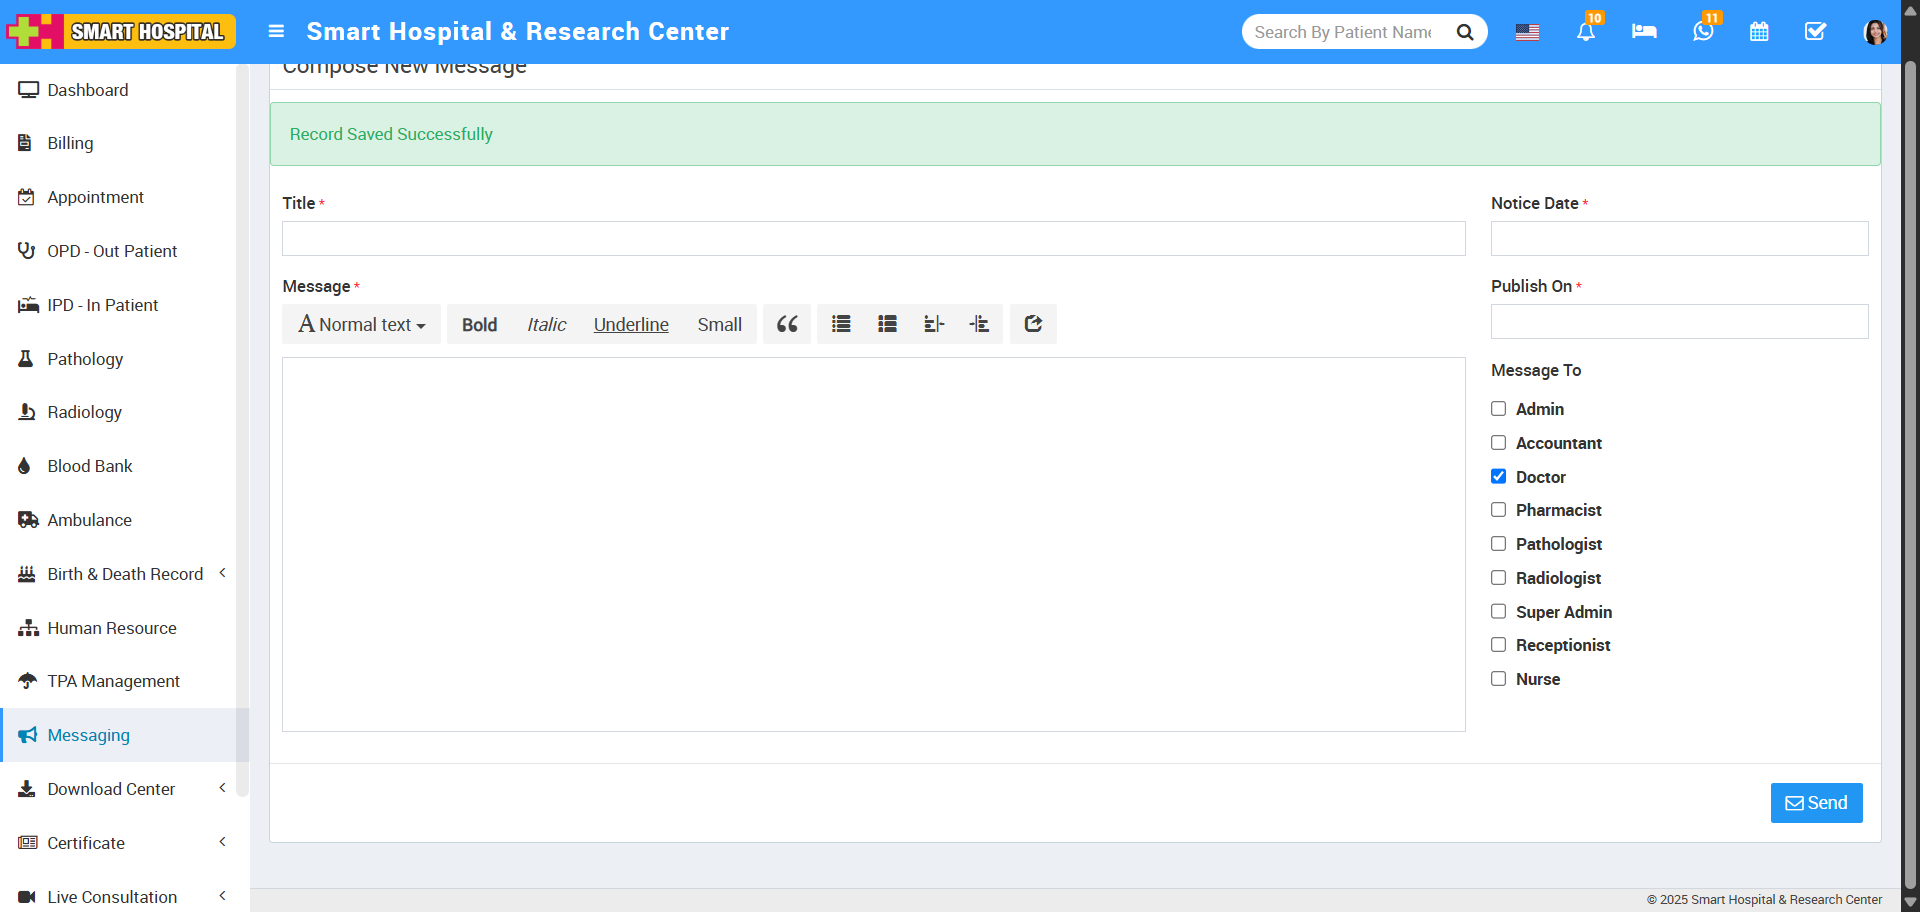 SMART HOSPITAL
Smart Hospital & Research Center
Search By Patient Name
10
11
Dashboard
Billing
Appointment
OPD - Out Patient
IPD - In Patient
Pathology
Radiology
Blood Bank
Ambulance
Birth & Death Record
Human Resource
TPA Management
Messaging
Download Center
Certificate
Live Consultation
Compose New Message
Record Saved Successfully
Title *
Message *
A Normal text
Bold
Italic
Underline
Small
Notice Date *
Publish On *
Message To
Admin
Accountant
Doctor
Pharmacist
Pathologist
Radiologist
Super Admin
Receptionist
Nurse
Send
© 2025 Smart Hospital & Research Center